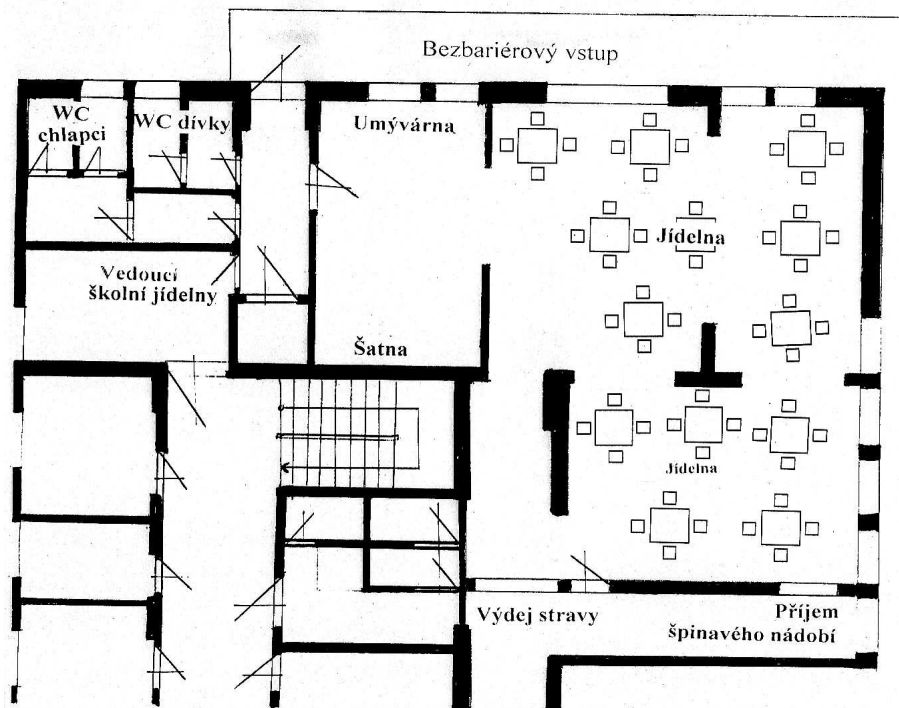 Bezbariérový vstup
WC
chlapci
WC dívky
Umývárna
Jídelna
Vedoucí
školní jídelny
Šatna
Jídelna
Výdej stravy
Příjem
špinavého nádobí